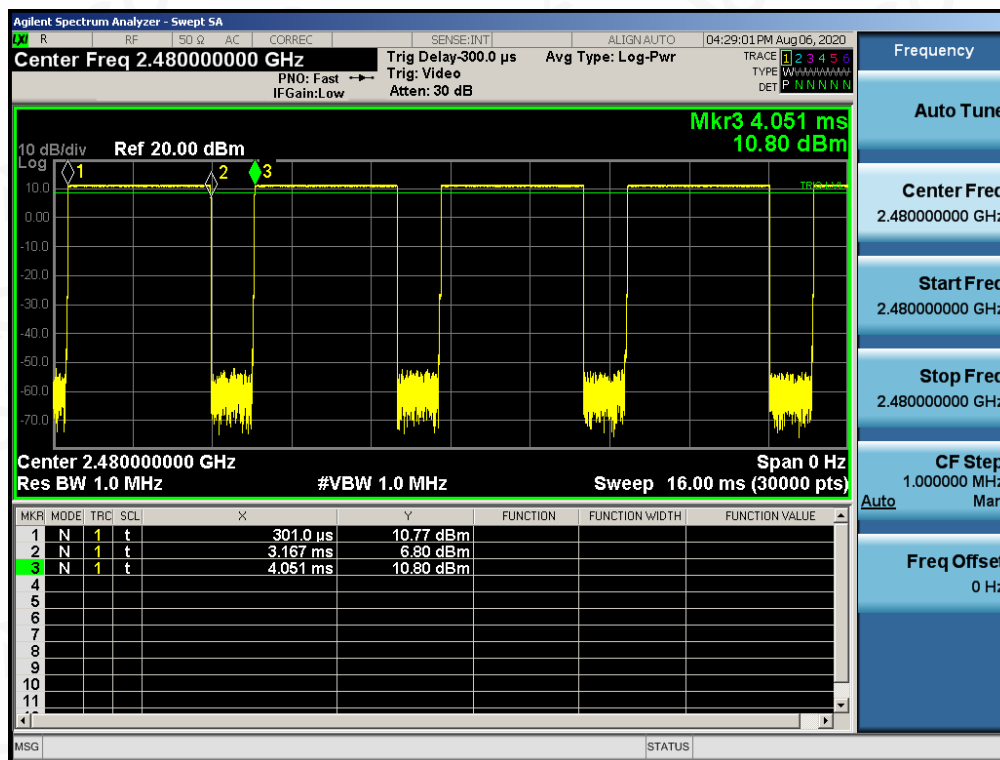 Agilent Spectrum Analyzer - Swept SA
LXI R RF 50 Ω AC CORREC SENSE:INT ALIGN AUTO 04:29:01 PM Aug 06, 2020
Center Freq 2.480000000 GHz
PNO: Fast
IFGain:Low
Trig Delay-300.0 µs
Trig: Video
Atten: 30 dB
Avg Type: Log-Pwr
TRACE 1 2 3 4 5 6
TYPE W
DET P N N N N N
Mkr3 4.051 ms
10.80 dBm
10 dB/div Ref 20.00 dBm
Log
1
2
3
TRIG LVL
10.0
0.00
-10.0
-20.0
-30.0
-40.0
-50.0
-60.0
-70.0
Center 2.480000000 GHz Span 0 Hz
Res BW 1.0 MHz #VBW 1.0 MHz Sweep 16.00 ms (30000 pts)
MKR MODE TRC SCL X Y FUNCTION FUNCTION WIDTH FUNCTION VALUE
1 N 1 t 301.0 µs 10.77 dBm
2 N 1 t 3.167 ms 6.80 dBm
3 N 1 t 4.051 ms 10.80 dBm
4
5
6
7
8
9
10
11
MSG STATUS
Frequency
Auto Tune
Center Freq
2.480000000 GHz
Start Freq
2.480000000 GHz
Stop Freq
2.480000000 GHz
CF Step
1.000000 MHz
Auto Man
Freq Offset
0 Hz